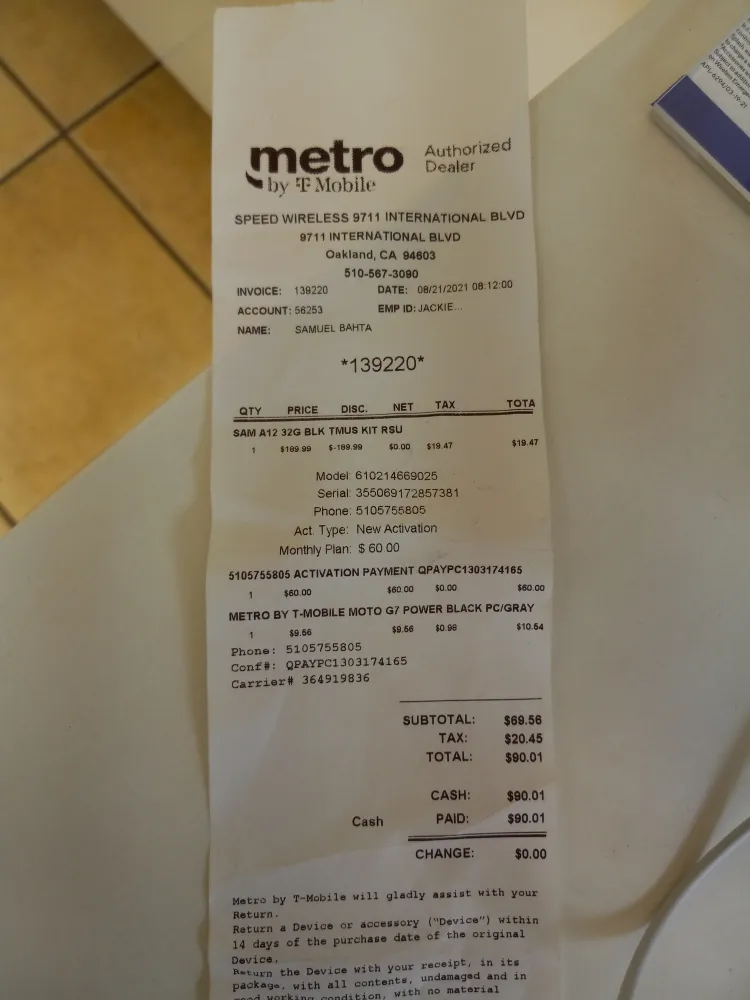 metro Authorized
by T Mobile Dealer
SPEED WIRELESS 9711 INTERNATIONAL BLVD
9711 INTERNATIONAL BLVD
Oakland, CA 94603
510-567-3090
INVOICE: 139220 DATE: 08/21/2021 08:12:00
ACCOUNT: 56253 EMP ID: JACKIE...
NAME: SAMUEL BAHTA
*139220*
QTY PRICE DISC. NET TAX TOTA
SAM A12 32G BLK TMUS KIT RSU
1 $189.99 $-189.99 $0.00 $19.47 $19.47
Model: 610214669025
Serial: 355069172857381
Phone: 5105755805
Act. Type: New Activation
Monthly Plan: $ 60.00
5105755805 ACTIVATION PAYMENT QPAYPC1303174165
1 $60.00 $60.00 $0.00 $60.00
METRO BY T-MOBILE MOTO G7 POWER BLACK PC/GRAY
1 $9.56 $9.56 $0.98 $10.54
Phone: 5105755805
Conf#: QPAYPC1303174165
Carrier# 364919836
SUBTOTAL: $69.56
TAX: $20.45
TOTAL: $90.01
CASH: $90.01
Cash PAID: $90.01
CHANGE: $0.00
Metro by T-Mobile will gladly assist with your
Return.
Return a Device or accessory ("Device") within
14 days of the purchase date of the original
Device.
Return the Device with your receipt, in its
package, with all contents, undamaged and in
good working condition, with no material